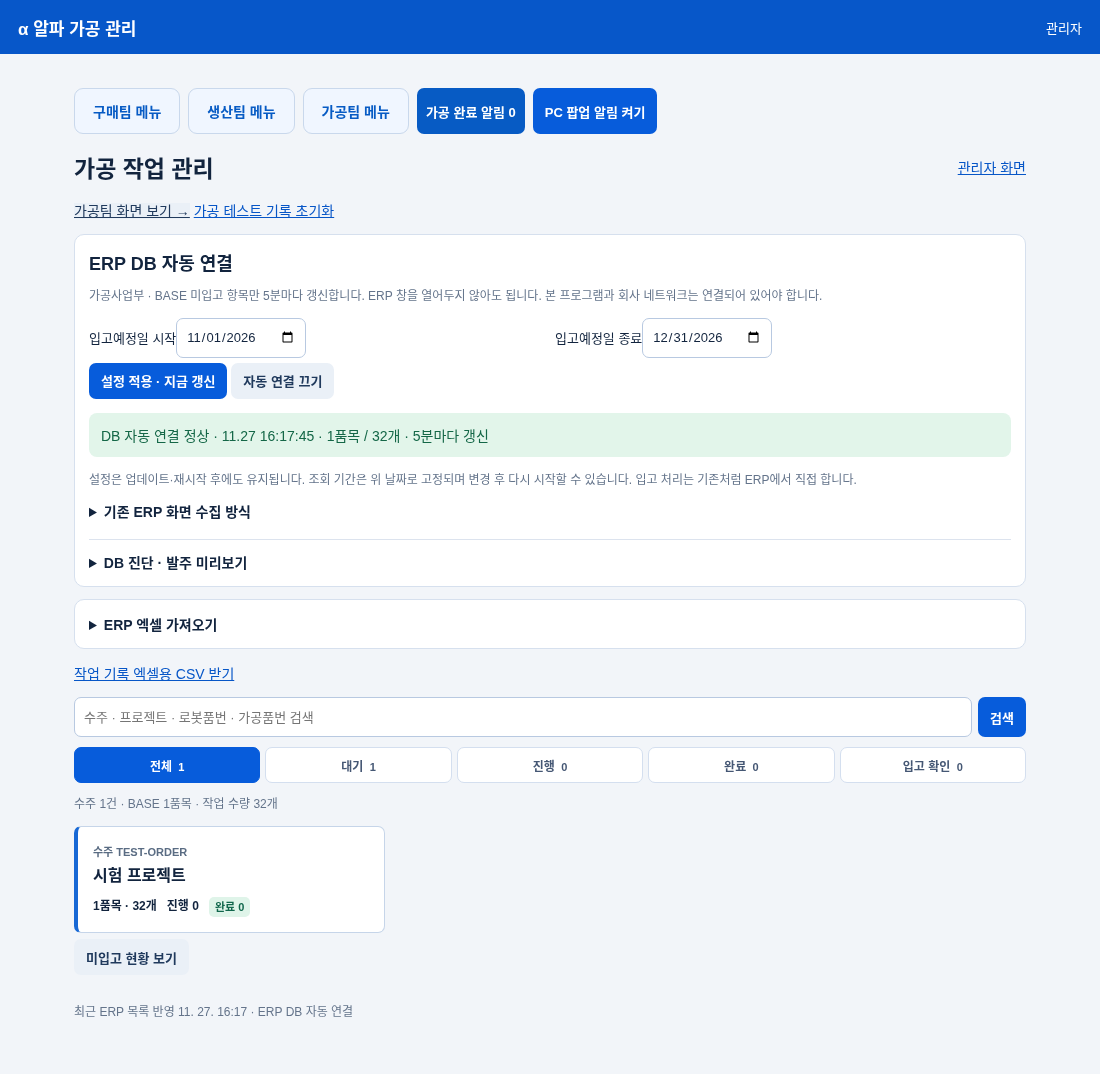 α 알파 가공 관리
관리자
구매팀 메뉴
생산팀 메뉴
가공팀 메뉴
가공 완료 알림 0
PC 팝업 알림 켜기
가공 작업 관리
관리자 화면
가공팀 화면 보기 → 가공 테스트 기록 초기화
ERP DB 자동 연결
가공사업부 · BASE 미입고 항목만 5분마다 갱신합니다. ERP 창을 열어두지 않아도 됩니다. 본 프로그램과 회사 네트워크는 연결되어 있어야 합니다.
입고예정일 시작 11/01/2026
입고예정일 종료 12/31/2026
설정 적용 · 지금 갱신
자동 연결 끄기
DB 자동 연결 정상 · 11.27 16:17:45 · 1품목 / 32개 · 5분마다 갱신
설정은 업데이트·재시작 후에도 유지됩니다. 조회 기간은 위 날짜로 고정되며 변경 후 다시 시작할 수 있습니다. 입고 처리는 기존처럼 ERP에서 직접 합니다.
▶ 기존 ERP 화면 수집 방식
▶ DB 진단 · 발주 미리보기
▶ ERP 엑셀 가져오기
작업 기록 엑셀용 CSV 받기
수주 · 프로젝트 · 로봇품번 · 가공품번 검색
검색
전체 1
대기 1
진행 0
완료 0
입고 확인 0
수주 1건 · BASE 1품목 · 작업 수량 32개
수주 TEST-ORDER
시험 프로젝트
1품목 · 32개 진행 0 완료 0
미입고 현황 보기
최근 ERP 목록 반영 11. 27. 16:17 · ERP DB 자동 연결